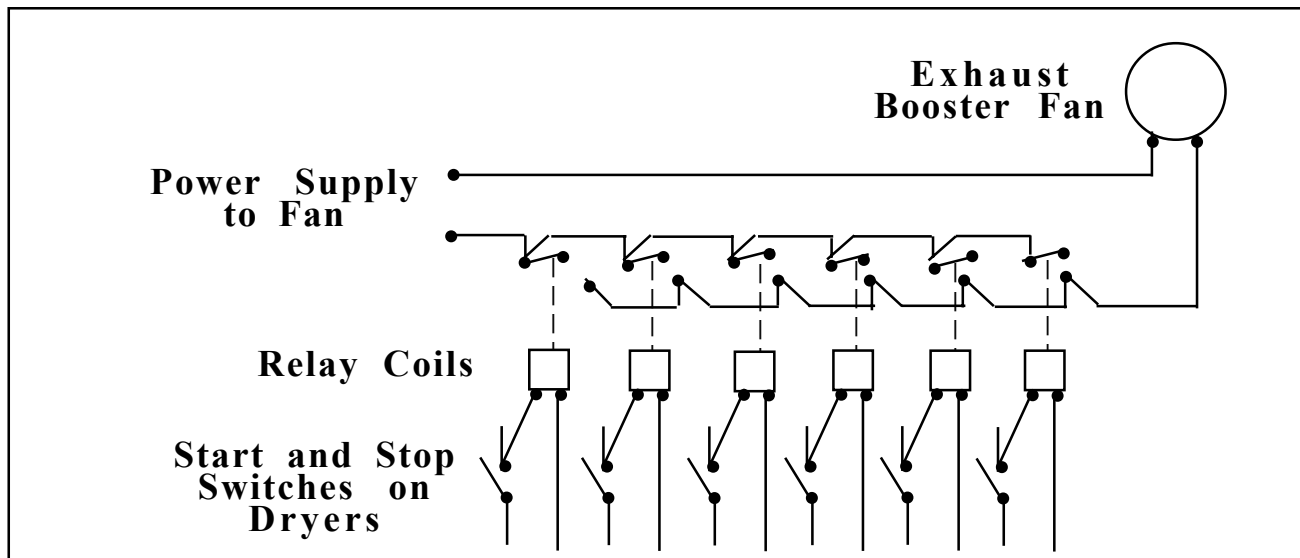 Exhaust
Booster Fan
Power Supply
to Fan
Relay Coils
Start and Stop
Switches on
Dryers